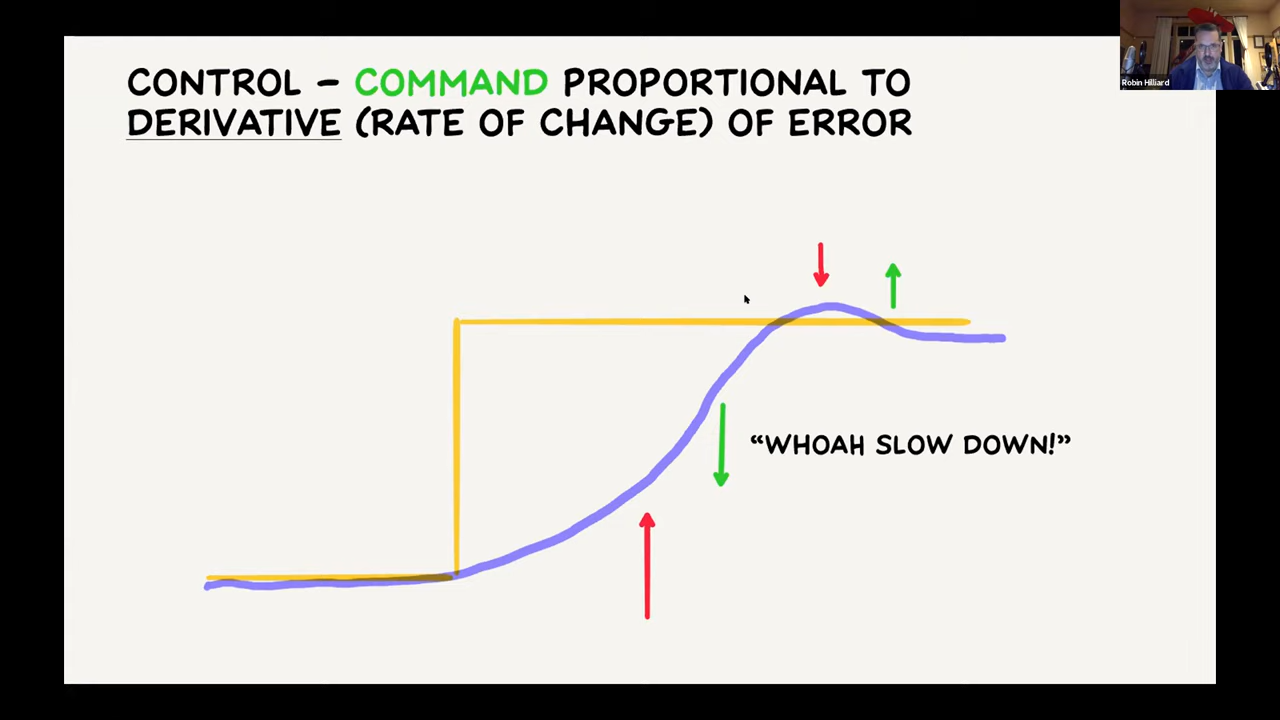 CONTROL – COMMAND PROPORTIONAL TO
DERIVATIVE (RATE OF CHANGE) OF ERROR
Robin Hilliard
“WHOAH SLOW DOWN!”